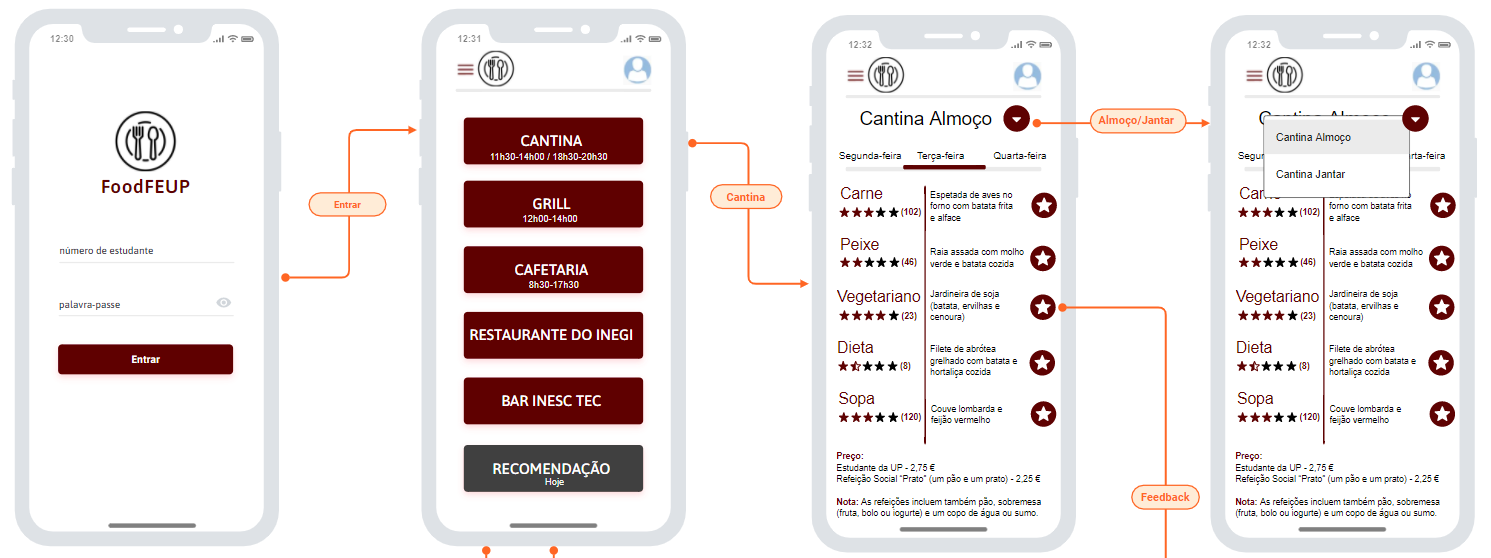 12:30
FoodFEUP
número de estudante
palavra-passe
Entrar
Entrar
12:31
CANTINA
11h30-14h00 / 18h30-20h30
GRILL
12h00-14h00
CAFETARIA
8h30-17h30
RESTAURANTE DO INEGI
BAR INESC TEC
RECOMENDAÇÃO
Hoje
Cantina
12:32
Cantina Almoço
Segunda-feira Terça-feira Quarta-feira
Carne
(102)
Espetada de aves no
forno com batata frita
e alface
Peixe
(46)
Raia assada com molho
verde e batata cozida
Vegetariano
(23)
Jardineira de soja
(batata, ervilhas e
cenoura)
Dieta
(8)
Filete de abrótea
grelhado com batata e
hortaliça cozida
Sopa
(120)
Couve lombarda e
feijão vermelho
Preço:
Estudante da UP - 2,75 €
Refeição Social "Prato" (um pão e um prato) - 2,25 €
Nota: As refeições incluem também pão, sobremesa
(fruta, bolo ou iogurte) e um copo de água ou sumo.
Almoço/Jantar
Feedback
12:32
Cantina Almoço
Cantina Almoço
Cantina Jantar
Carne
(102)
forno com batata frita
e alface
Peixe
(46)
Raia assada com molho
verde e batata cozida
Vegetariano
(23)
Jardineira de soja
(batata, ervilhas e
cenoura)
Dieta
(8)
Filete de abrótea
grelhado com batata e
hortaliça cozida
Sopa
(120)
Couve lombarda e
feijão vermelho
Preço:
Estudante da UP - 2,75 €
Refeição Social "Prato" (um pão e um prato) - 2,25 €
Nota: As refeições incluem também pão, sobremesa
(fruta, bolo ou iogurte) e um copo de água ou sumo.